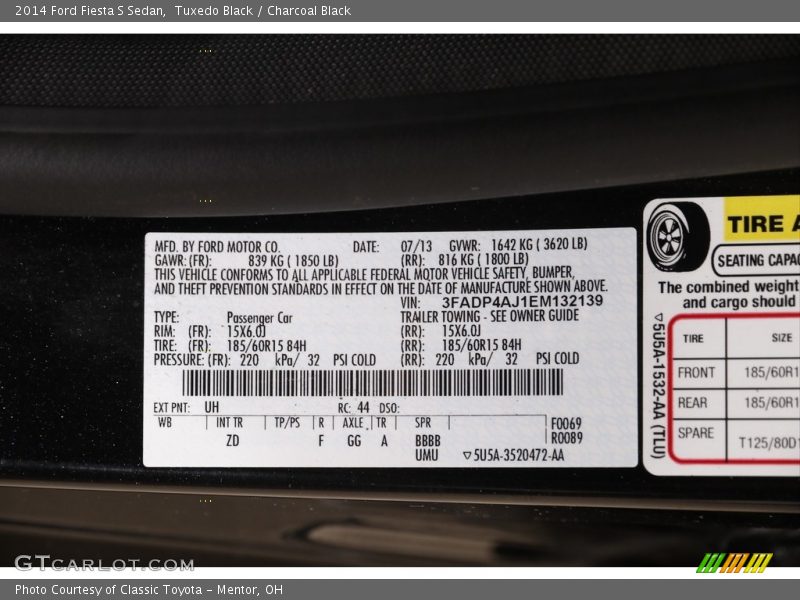 2014 Ford Fiesta S Sedan,  Tuxedo Black / Charcoal Black
MFD. BY FORD MOTOR CO. DATE: 07/13 GVWR: 1642 KG ( 3620 LB)
GAWR: (FR): 839 KG ( 1850 LB) (RR): 816 KG ( 1800 LB)
THIS VEHICLE CONFORMS TO ALL APPLICABLE FEDERAL MOTOR VEHICLE SAFETY, BUMPER,
AND THEFT PREVENTION STANDARDS IN EFFECT ON THE DATE OF MANUFACTURE SHOWN ABOVE.
VIN: 3FADP4AJ1EM132139
TYPE: Passenger Car TRAILER TOWING - SEE OWNER GUIDE
RIM: (FR): 15X6.0J (RR): 15X6.0J
TIRE: (FR): 185/60R15 84H (RR): 185/60R15 84H
PRESSURE: (FR): 220 kPa/ 32 PSI COLD (RR): 220 kPa/ 32 PSI COLD
EXT PNT: UH RC: 44 DSO:
WB INT TR TP/PS R AXLE TR SPR F0069
ZD F GG A BBBB R0089
UMU ▽5U5A-3520472-AA
TIRE A
SEATING CAPAC
The combined weight
and cargo should
▽5U5A-1532-AA (TLU)
TIRE SIZE
FRONT 185/60R1
REAR 185/60R1
SPARE T125/80D1
GTCARLOT.COM
Photo Courtesy of Classic Toyota - Mentor, OH